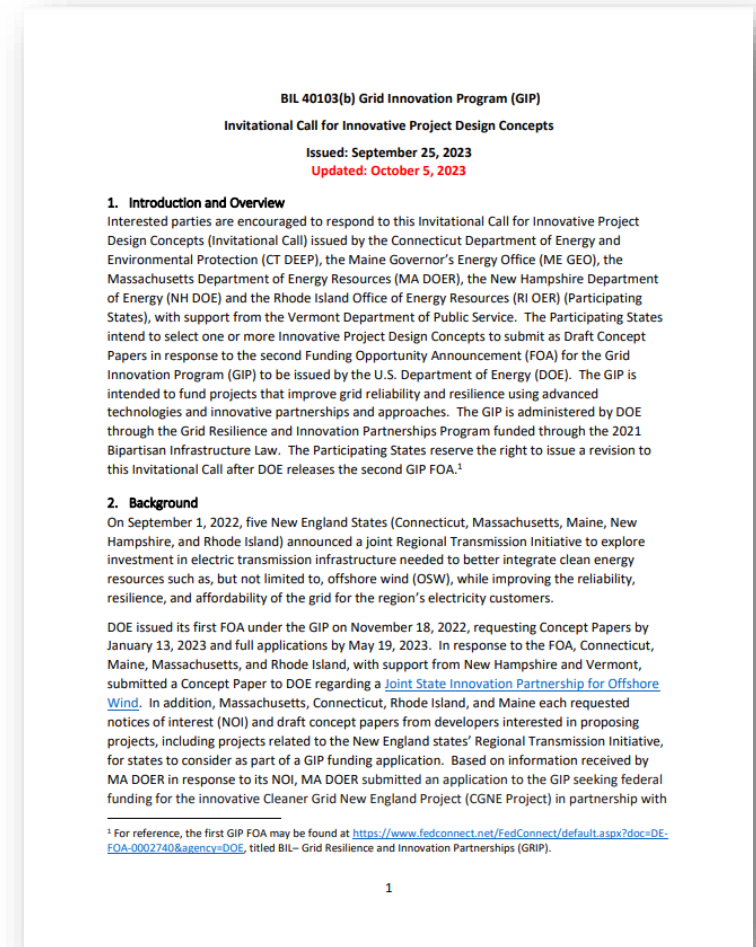 BIL 40103(b) Grid Innovation Program (GIP)
Invitational Call for Innovative Project Design Concepts
Issued: September 25, 2023
Updated: October 5, 2023
1. Introduction and Overview
Interested parties are encouraged to respond to this Invitational Call for Innovative Project
Design Concepts (Invitational Call) issued by the Connecticut Department of Energy and
Environmental Protection (CT DEEP), the Maine Governor's Energy Office (ME GEO), the
Massachusetts Department of Energy Resources (MA DOER), the New Hampshire Department
of Energy (NH DOE) and the Rhode Island Office of Energy Resources (RI OER) (Participating
States), with support from the Vermont Department of Public Service. The Participating States
intend to select one or more Innovative Project Design Concepts to submit as Draft Concept
Papers in response to the second Funding Opportunity Announcement (FOA) for the Grid
Innovation Program (GIP) to be issued by the U.S. Department of Energy (DOE). The GIP is
intended to fund projects that improve grid reliability and resilience using advanced
technologies and innovative partnerships and approaches. The GIP is administered by DOE
through the Grid Resilience and Innovation Partnerships Program funded through the 2021
Bipartisan Infrastructure Law. The Participating States reserve the right to issue a revision to
this Invitational Call after DOE releases the second GIP FOA.1
2. Background
On September 1, 2022, five New England States (Connecticut, Massachusetts, Maine, New
Hampshire, and Rhode Island) announced a joint Regional Transmission Initiative to explore
investment in electric transmission infrastructure needed to better integrate clean energy
resources such as, but not limited to, offshore wind (OSW), while improving the reliability,
resilience, and affordability of the grid for the region's electricity customers.
DOE issued its first FOA under the GIP on November 18, 2022, requesting Concept Papers by
January 13, 2023 and full applications by May 19, 2023. In response to the FOA, Connecticut,
Maine, Massachusetts, and Rhode Island, with support from New Hampshire and Vermont,
submitted a Concept Paper to DOE regarding a Joint State Innovation Partnership for Offshore
Wind. In addition, Massachusetts, Connecticut, Rhode Island, and Maine each requested
notices of interest (NOI) and draft concept papers from developers interested in proposing
projects, including projects related to the New England states' Regional Transmission Initiative,
for states to consider as part of a GIP funding application. Based on information received by
MA DOER in response to its NOI, MA DOER submitted an application to the GIP seeking federal
funding for the innovative Cleaner Grid New England Project (CGNE Project) in partnership with
1 For reference, the first GIP FOA may be found at https://www.fedconnect.net/FedConnect/default.aspx?doc=DE-
FOA-0002740&agency=DOE, titled BIL– Grid Resilience and Innovation Partnerships (GRIP).
1